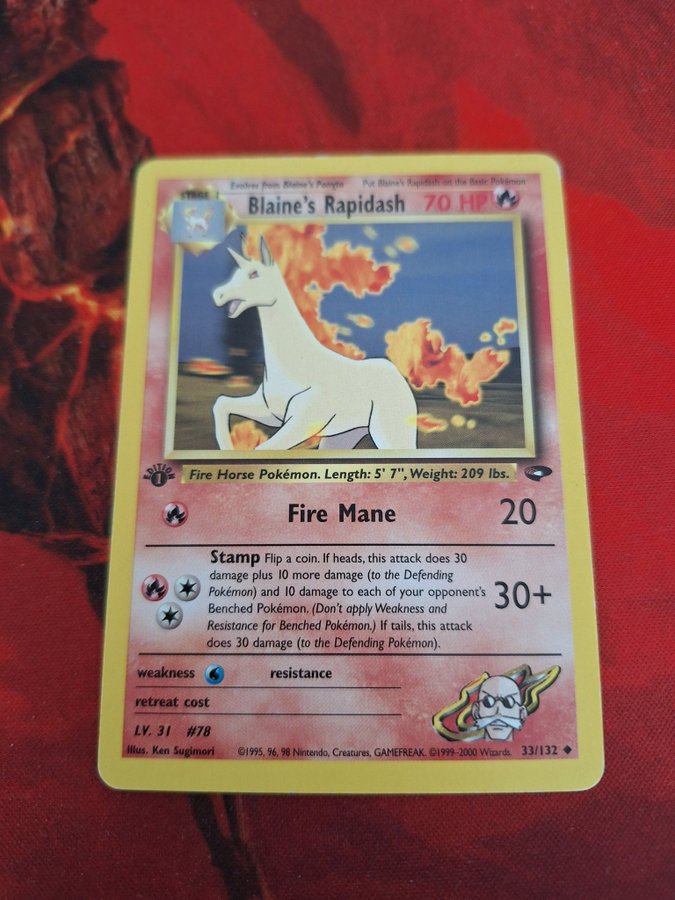 Evolves from Blaine's Ponyta Put Blaine's Rapidash on the Basic Pokémon
STAGE 1
Blaine's Rapidash 70 HP
EDITION
1
Fire Horse Pokémon. Length: 5' 7", Weight: 209 lbs.
Fire Mane 20
Stamp Flip a coin. If heads, this attack does 30
damage plus 10 more damage (to the Defending
Pokémon) and 10 damage to each of your opponent's
Benched Pokémon. (Don't apply Weakness and
Resistance for Benched Pokémon.) If tails, this attack
does 30 damage (to the Defending Pokémon).
30+
weakness resistance
retreat cost
LV. 31 #78
Illus. Ken Sugimori ©1995, 96, 98 Nintendo, Creatures, GAMEFREAK. ©1999-2000 Wizards. 33/132